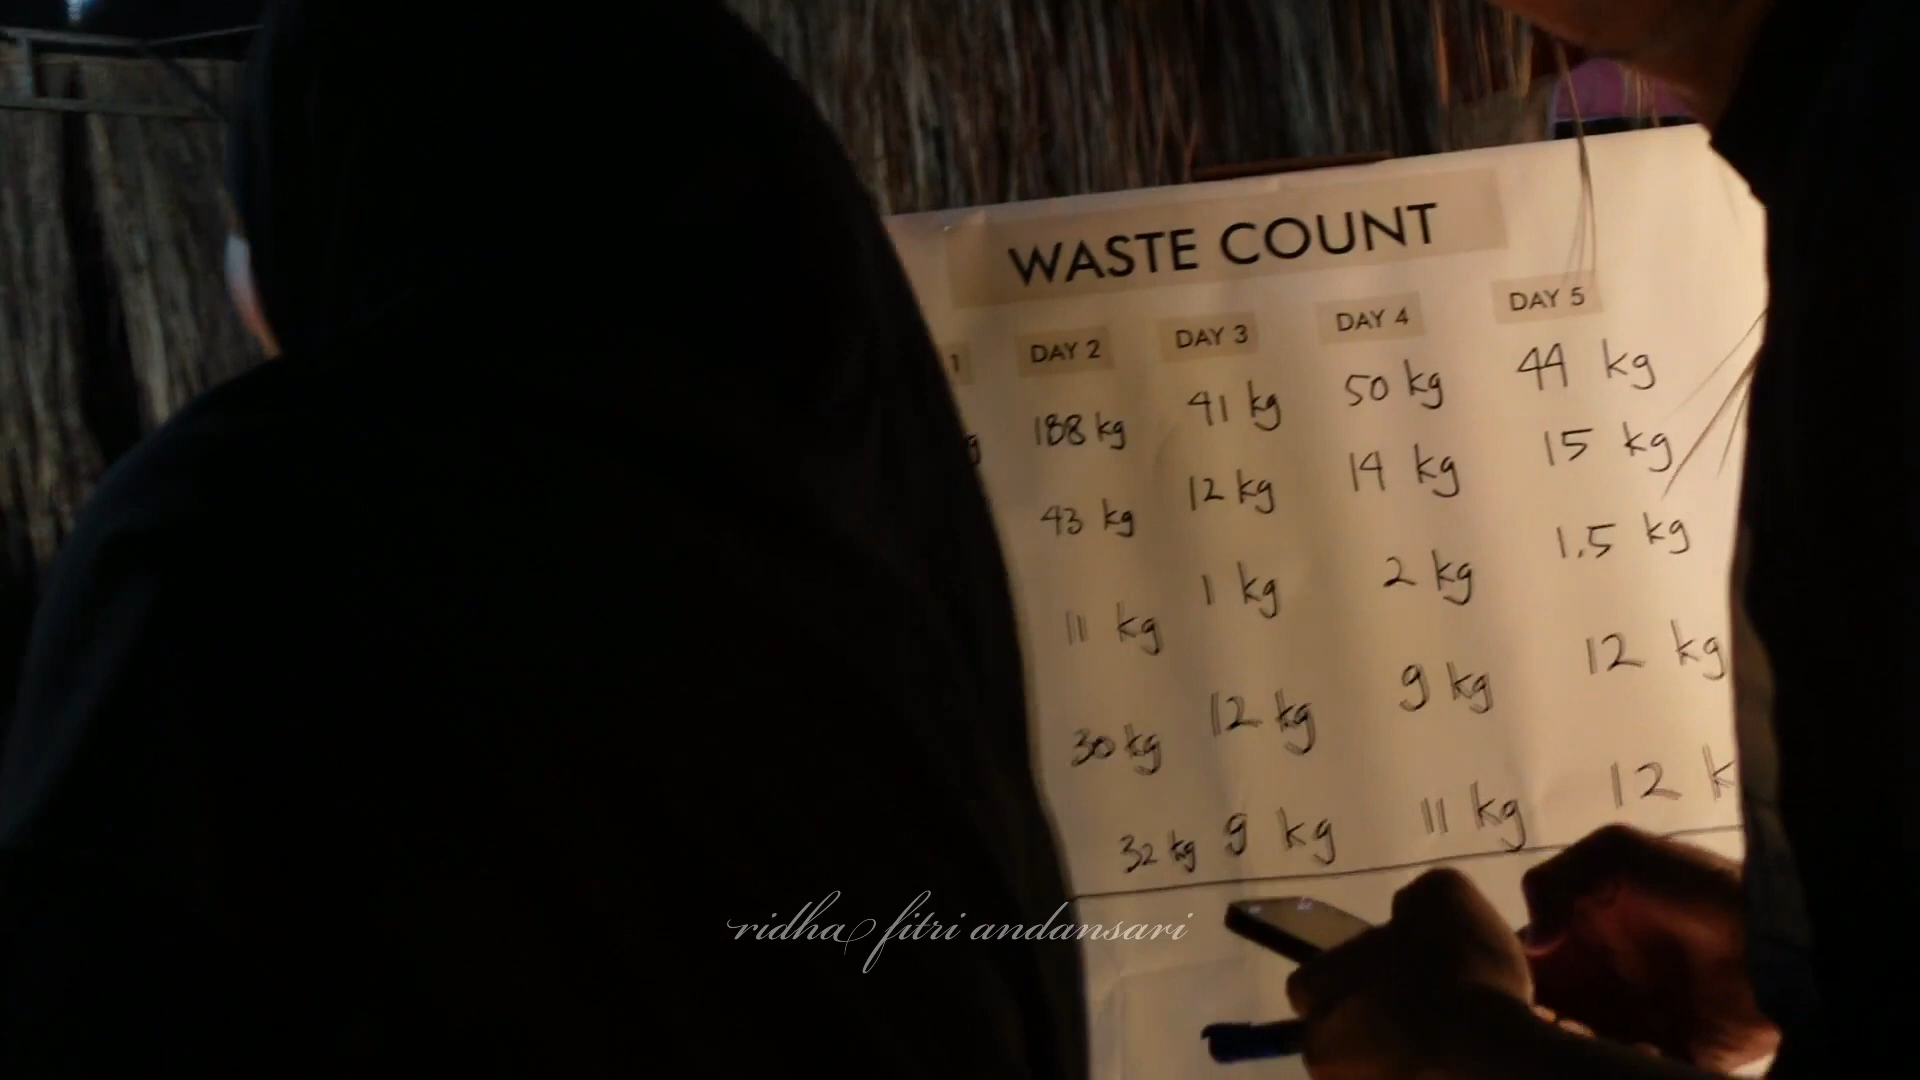 WASTE COUNT
1 DAY 2 DAY 3 DAY 4 DAY 5
g 188 kg 41 kg 50 kg 44 kg
43 kg 12 kg 14 kg 15 kg
11 kg 1 kg 2 kg 1.5 kg
30 kg 12 kg 9 kg 12 kg
32 kg 9 kg 11 kg 12 k
ridha fitri andansari